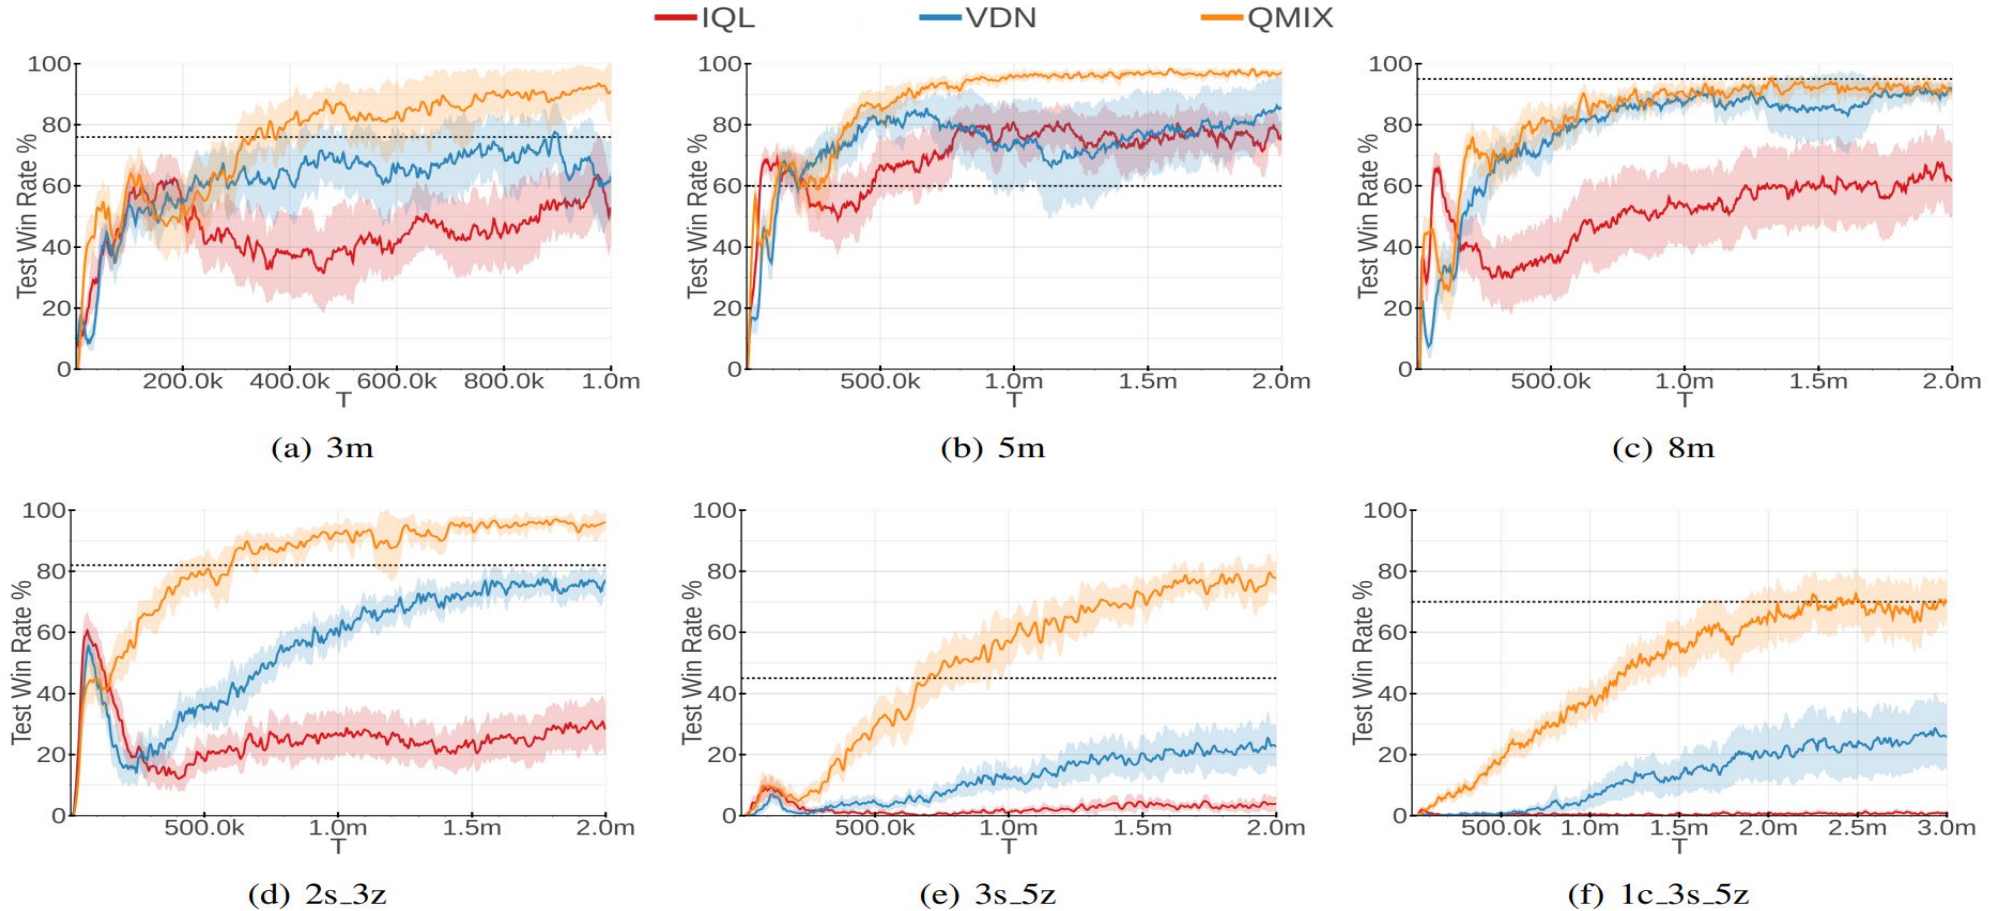 IQL VDN QMIX
100
80
60
40
20
0
Test Win Rate %
200.0k 400.0k 600.0k 800.0k 1.0m
T
(a) 3m
100
80
60
40
20
0
Test Win Rate %
500.0k 1.0m 1.5m 2.0m
T
(b) 5m
100
80
60
40
20
0
Test Win Rate %
500.0k 1.0m 1.5m 2.0m
T
(c) 8m
100
80
60
40
20
0
Test Win Rate %
500.0k 1.0m 1.5m 2.0m
T
(d) 2s_3z
100
80
60
40
20
0
Test Win Rate %
500.0k 1.0m 1.5m 2.0m
T
(e) 3s_5z
100
80
60
40
20
0
Test Win Rate %
500.0k 1.0m 1.5m 2.0m 2.5m 3.0m
T
(f) 1c_3s_5z